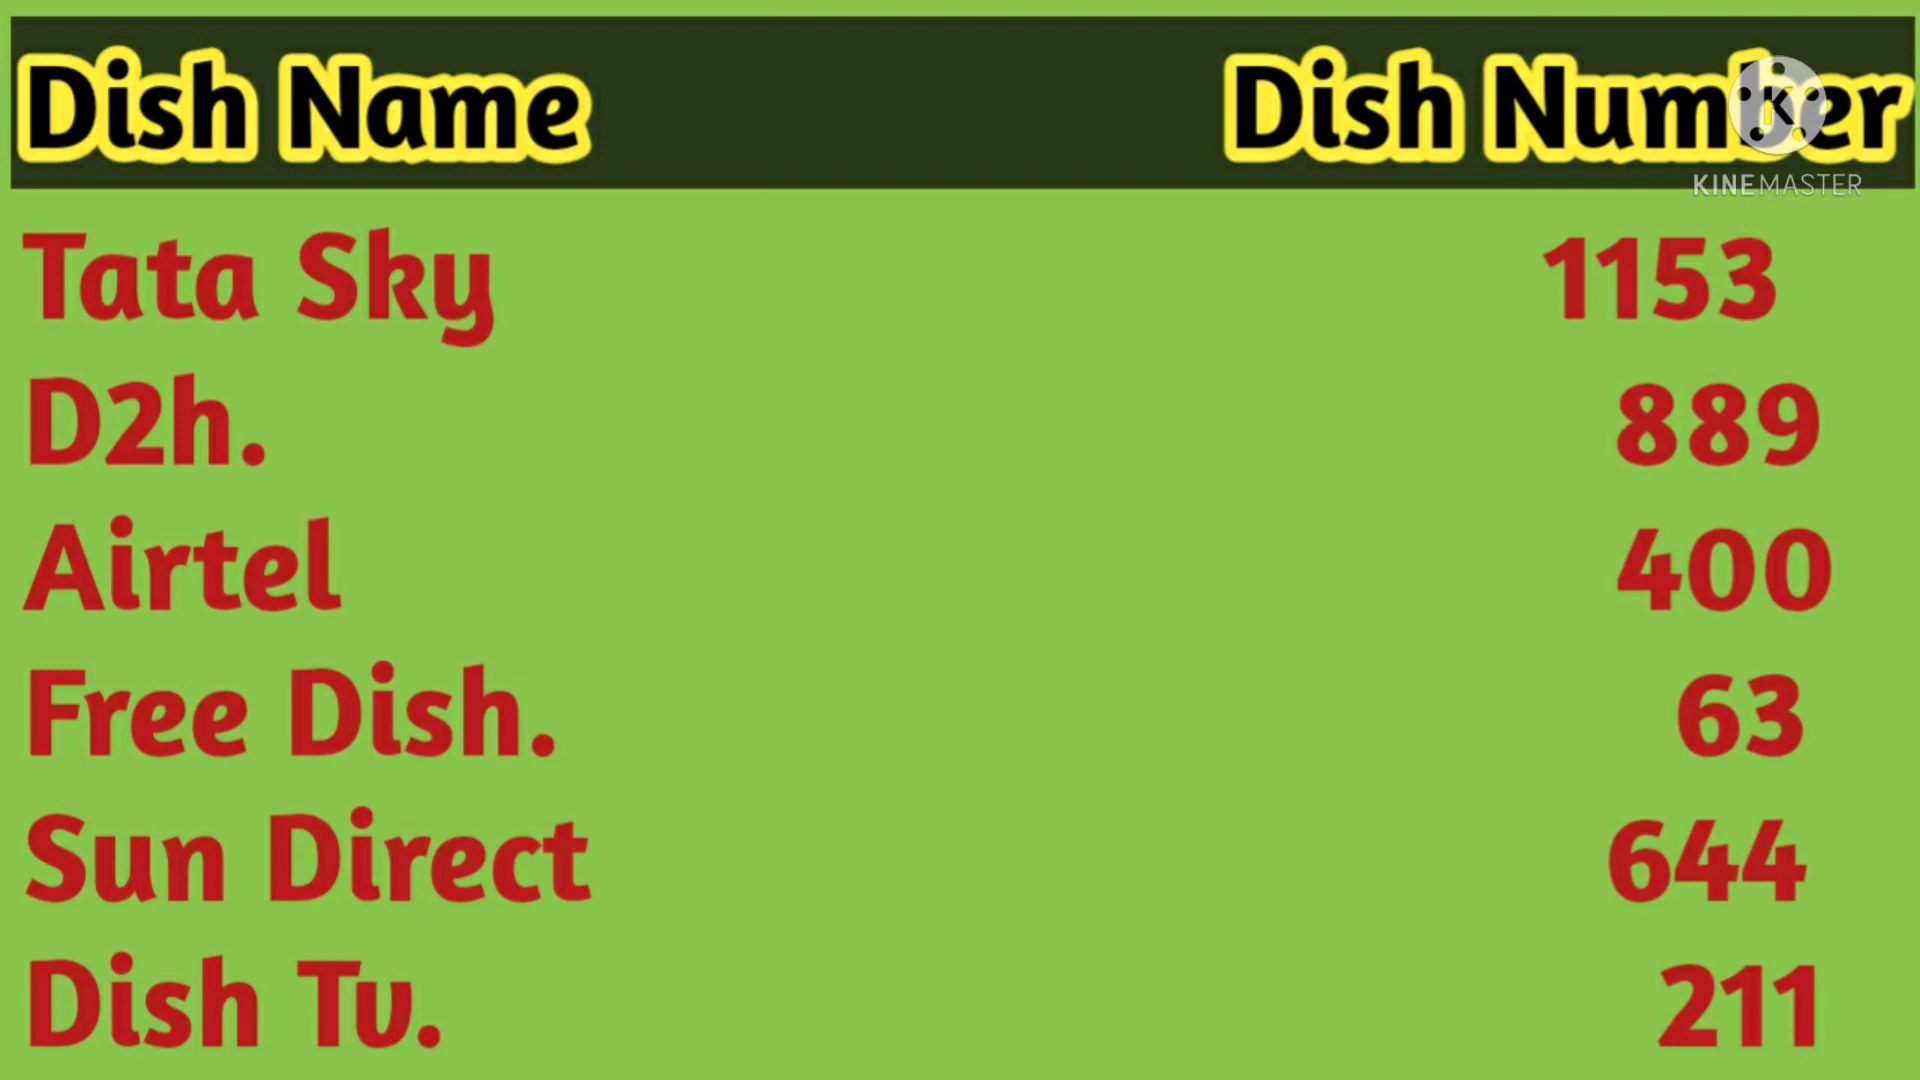 Dish Name Dish Number
KINEMASTER
Tata Sky 1153
D2h. 889
Airtel 400
Free Dish. 63
Sun Direct 644
Dish Tv. 211